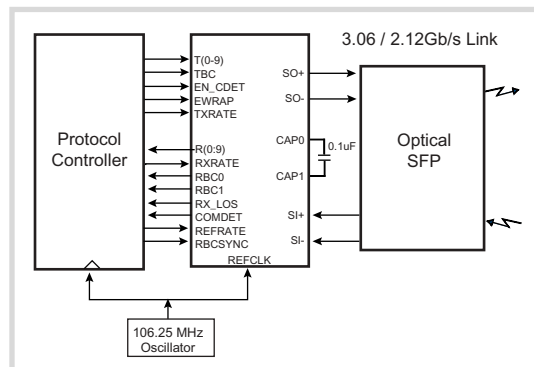 3.06 / 2.12Gb/s Link
Protocol
Controller
T(0-9)
TBC
EN_CDET
EWRAP
TXRATE
R(0:9)
RXRATE
RBC0
RBC1
RX_LOS
COMDET
REFRATE
RBCSYNC
REFCLK
SO+
SO-
CAP0
0.1uF
CAP1
SI+
SI-
Optical
SFP
106.25 MHz
Oscillator